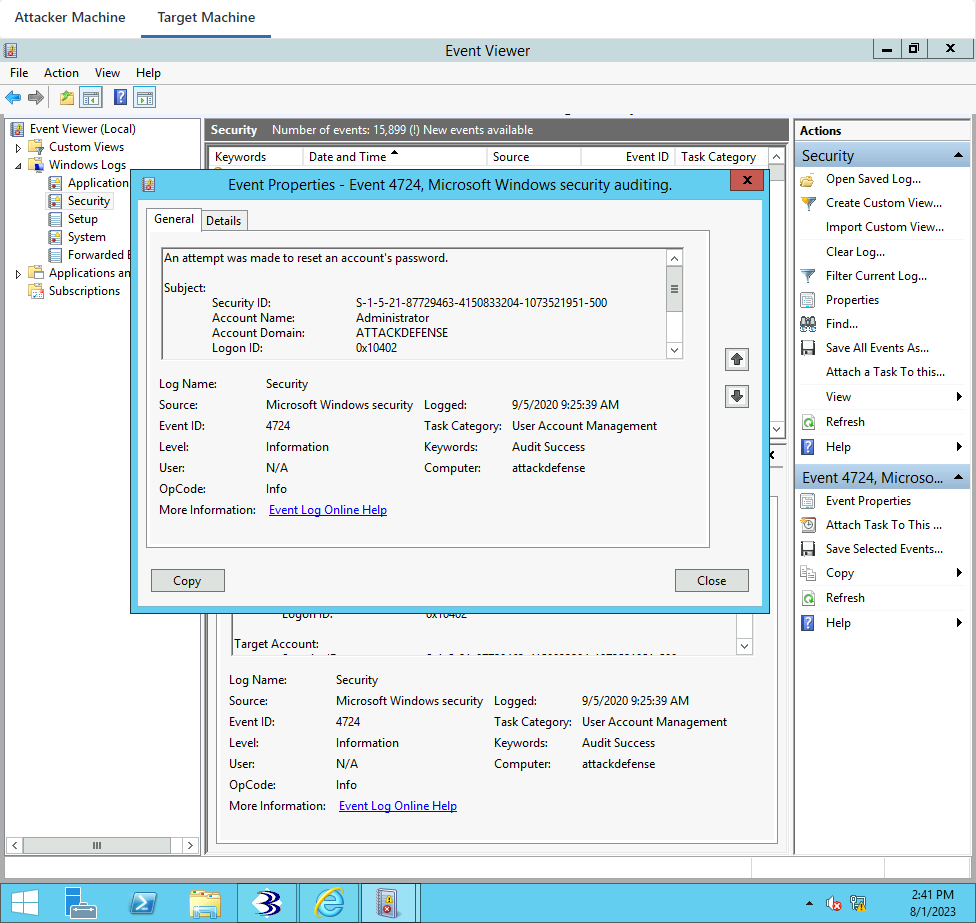 Attacker Machine Target Machine
Event Viewer
File Action View Help
Event Viewer (Local)
Custom Views
Windows Logs
Application
Security
Setup
System
Forwarded E
Applications an
Subscriptions
Security Number of events: 15,899 (!) New events available
Keywords Date and Time Source Event ID Task Category
Event Properties - Event 4724, Microsoft Windows security auditing.
General Details
An attempt was made to reset an account's password.
Subject:
Security ID: S-1-5-21-87729463-4150833204-1073521951-500
Account Name: Administrator
Account Domain: ATTACKDEFENSE
Logon ID: 0x10402
Log Name: Security
Source: Microsoft Windows security Logged: 9/5/2020 9:25:39 AM
Event ID: 4724 Task Category: User Account Management
Level: Information Keywords: Audit Success
User: N/A Computer: attackdefense
OpCode: Info
More Information: Event Log Online Help
Copy Close
Logon ID: 0x10402
Target Account:
Log Name: Security
Source: Microsoft Windows security Logged: 9/5/2020 9:25:39 AM
Event ID: 4724 Task Category: User Account Management
Level: Information Keywords: Audit Success
User: N/A Computer: attackdefense
OpCode: Info
More Information: Event Log Online Help
Actions
Security
Open Saved Log...
Create Custom View...
Import Custom View...
Clear Log...
Filter Current Log...
Properties
Find...
Save All Events As...
Attach a Task To this...
View
Refresh
Help
Event 4724, Microso...
Event Properties
Attach Task To This ...
Save Selected Events...
Copy
Refresh
Help
2:41 PM
8/1/2023